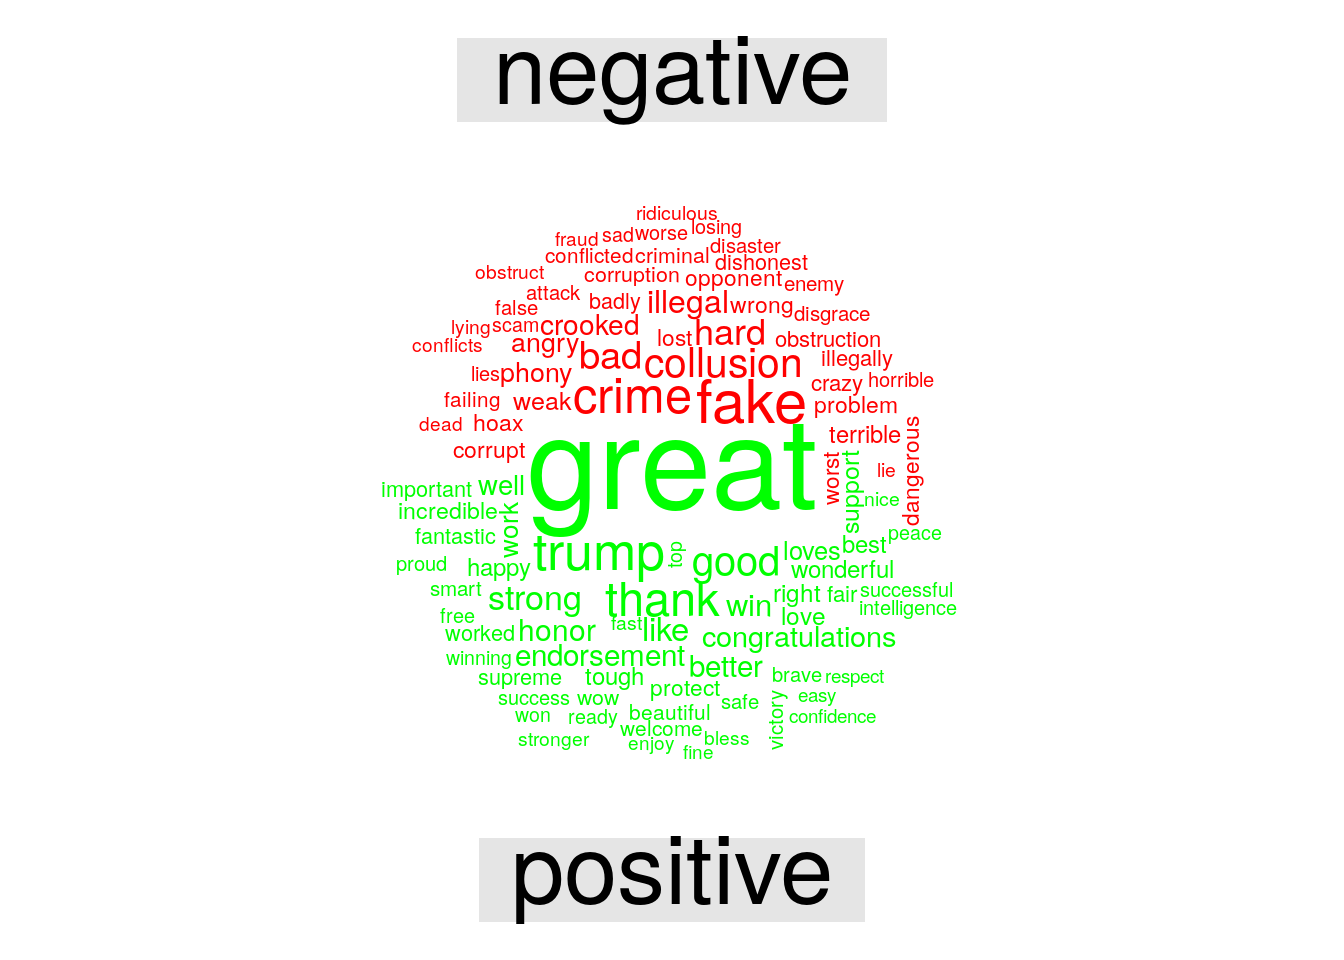 negative
ridiculous
fraud sad worse losing
conflicted criminal disaster
obstruct corruption opponent dishonest
attack badly illegal wrong enemy
false disgrace
lying scam crooked lost hard obstruction
conflicts angry bad collusion illegally
lies phony crime fake crazy horrible
failing weak problem
dead hoax terrible
corrupt great worst lie dangerous
important well support nice
incredible work
fantastic trump top good loves best peace
proud happy wonderful
smart strong thank win right fair successful
free fast like love intelligence
worked honor congratulations
winning endorsement better
supreme tough protect brave respect
success wow safe victory easy
won ready beautiful confidence
stronger welcome bless
enjoy fine
positive